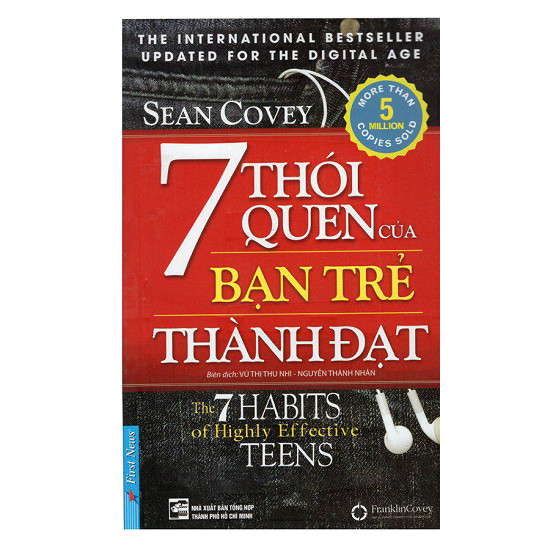 THE INTERNATIONAL BESTSELLER
UPDATED FOR THE DIGITAL AGE
SEAN COVEY
MORE THAN
5
MILLION
COPIES SOLD
7 THÓI
QUEN CỦA
BẠN TRẺ
THÀNH ĐẠT
Biên dịch: VŨ THỊ THU NHI - NGUYỄN THÀNH NHÂN
The 7 HABITS
of Highly Effective
TEENS
First News
NHÀ XUẤT BẢN TỔNG HỢP
THÀNH PHỐ HỒ CHÍ MINH
FranklinCovey